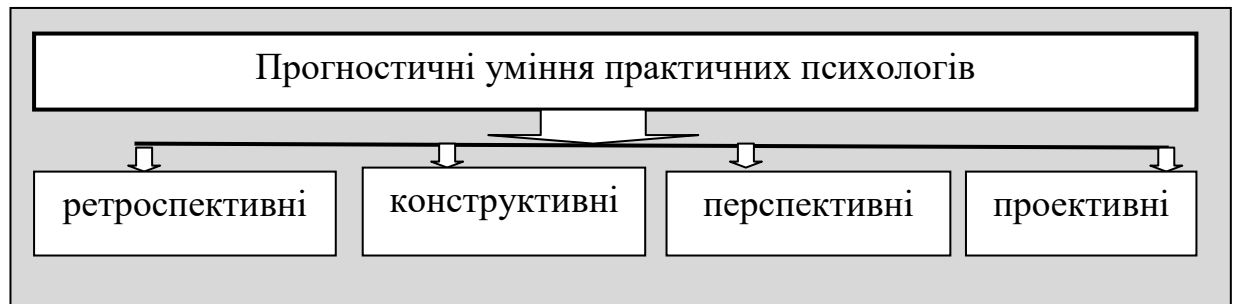 Прогностичні уміння практичних психологів
ретроспективні
конструктивні
перспективні
проективні